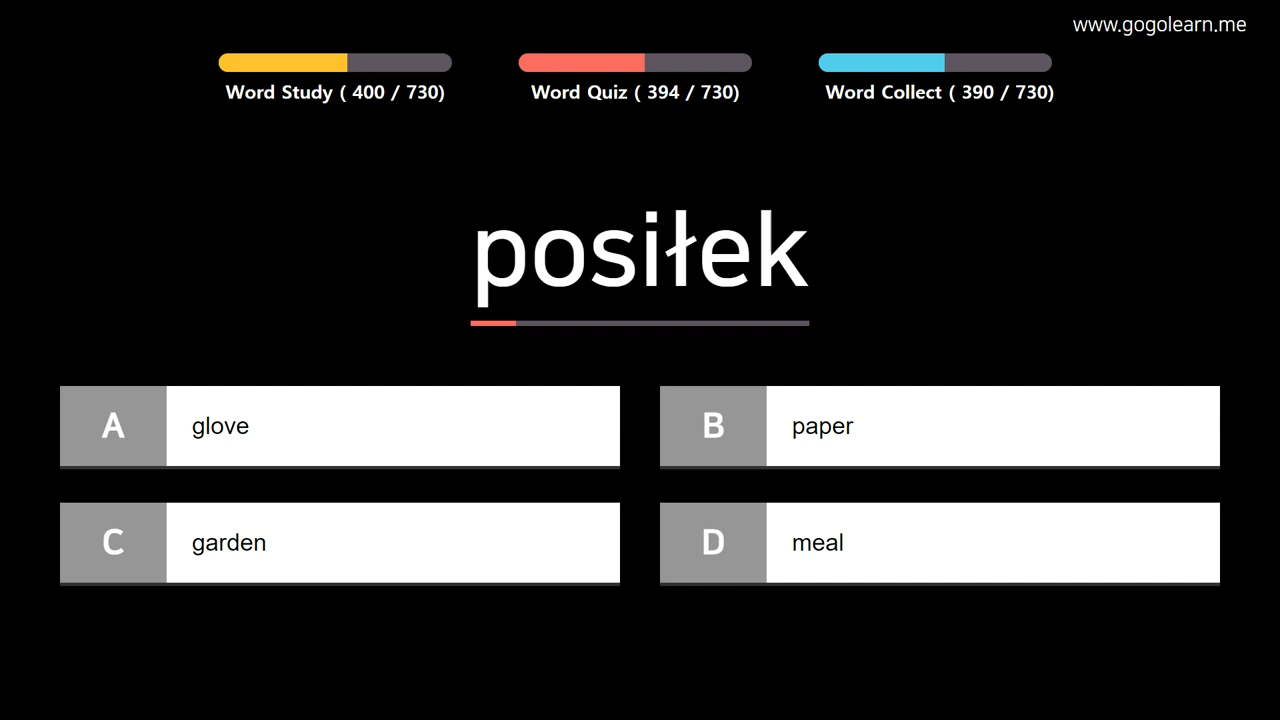 www.gogolearn.me
Word Study ( 400 / 730)
Word Quiz ( 394 / 730)
Word Collect ( 390 / 730)
posiłek
A glove
B paper
C garden
D meal